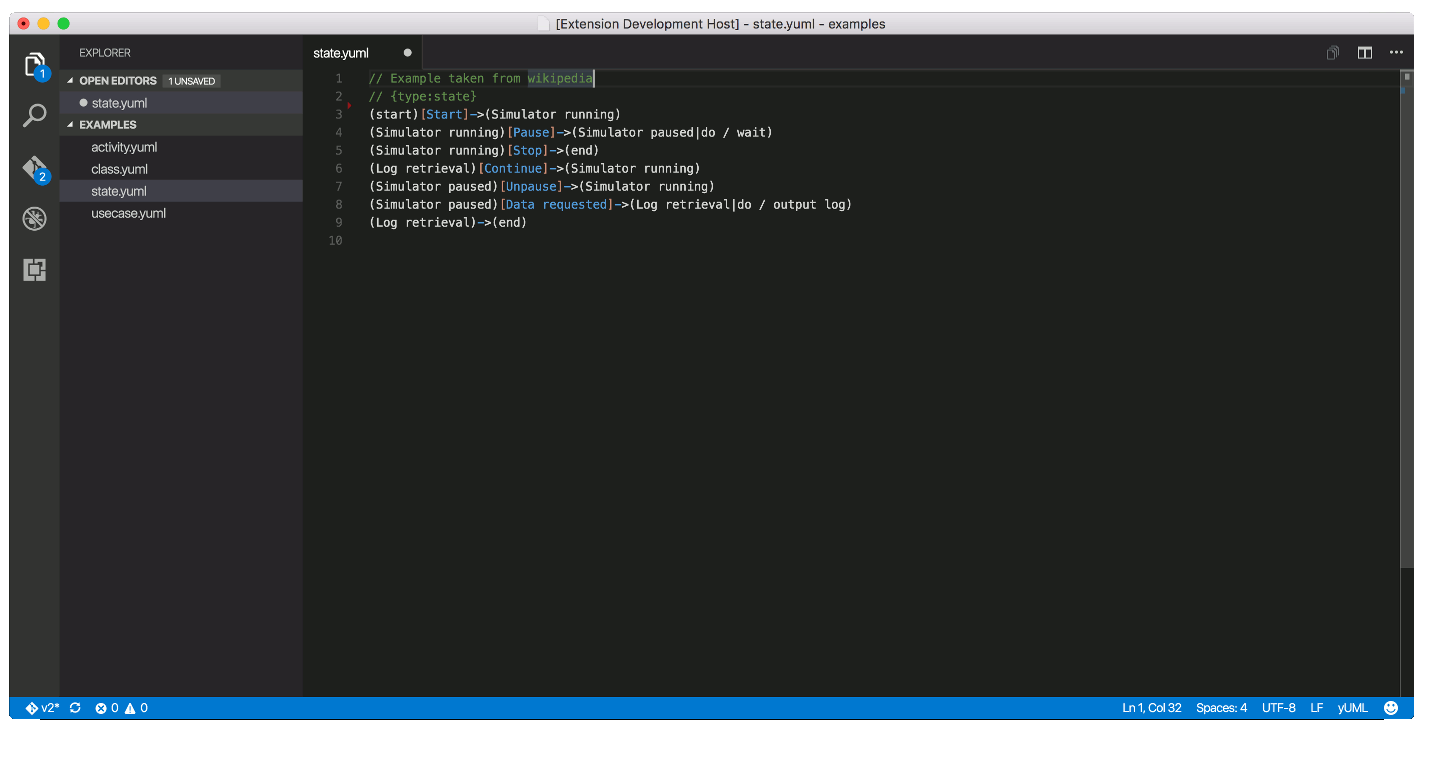 [Extension Development Host] - state.yuml - examples
EXPLORER
OPEN EDITORS 1 UNSAVED
state.yuml
EXAMPLES
activity.yuml
class.yuml
state.yuml
usecase.yuml
1
2
state.yuml
1 // Example taken from wikipedia
2 // {type:state}
3 (start)[Start]->(Simulator running)
4 (Simulator running)[Pause]->(Simulator paused|do / wait)
5 (Simulator running)[Stop]->(end)
6 (Log retrieval)[Continue]->(Simulator running)
7 (Simulator paused)[Unpause]->(Simulator running)
8 (Simulator paused)[Data requested]->(Log retrieval|do / output log)
9 (Log retrieval)->(end)
10
v2* 0 0 Ln 1, Col 32 Spaces: 4 UTF-8 LF yUML